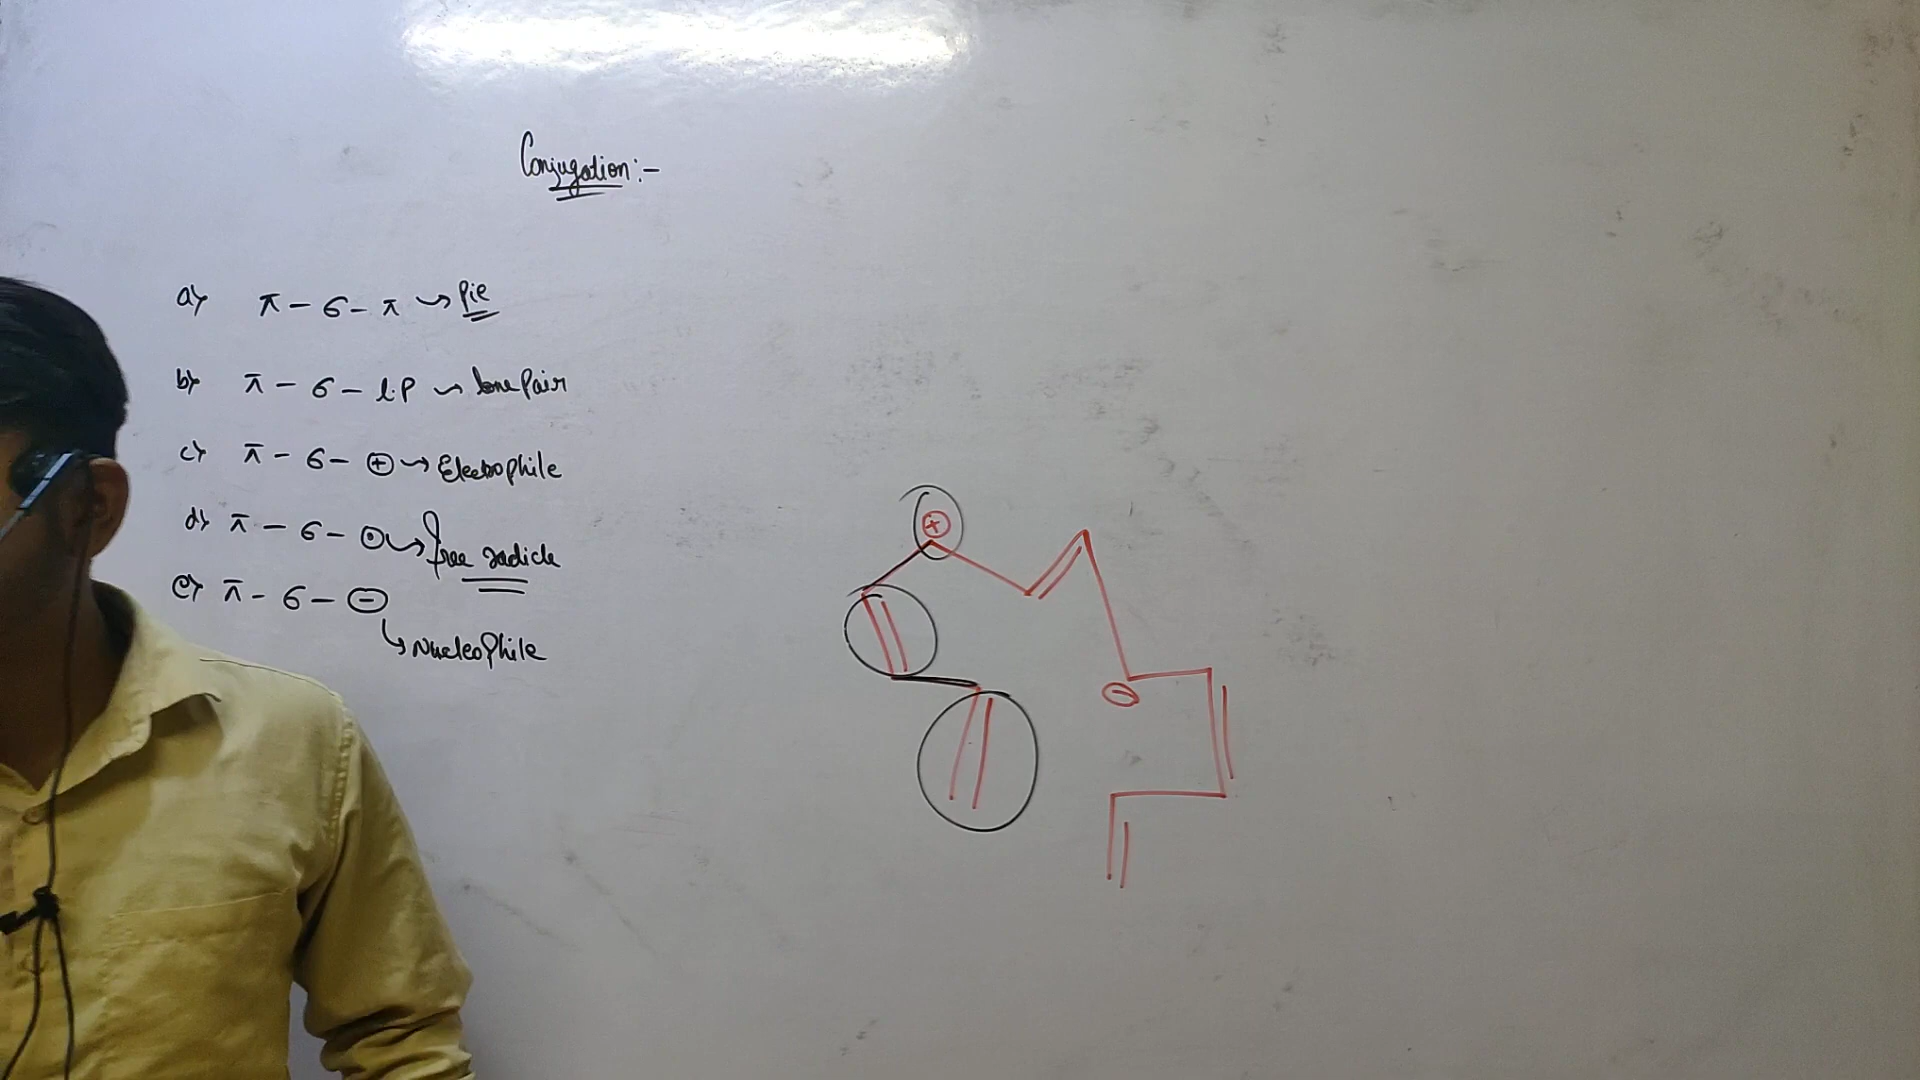 Conjugation:-
a) π - σ - π → Pie
b) π - σ - l.P → lone Pair
c) π - σ - ⊕ → Electrophile
d) π - σ - ⊙ → free radicle
e) π - σ - ⊖
↳ Nucleophile
⊕
⊖